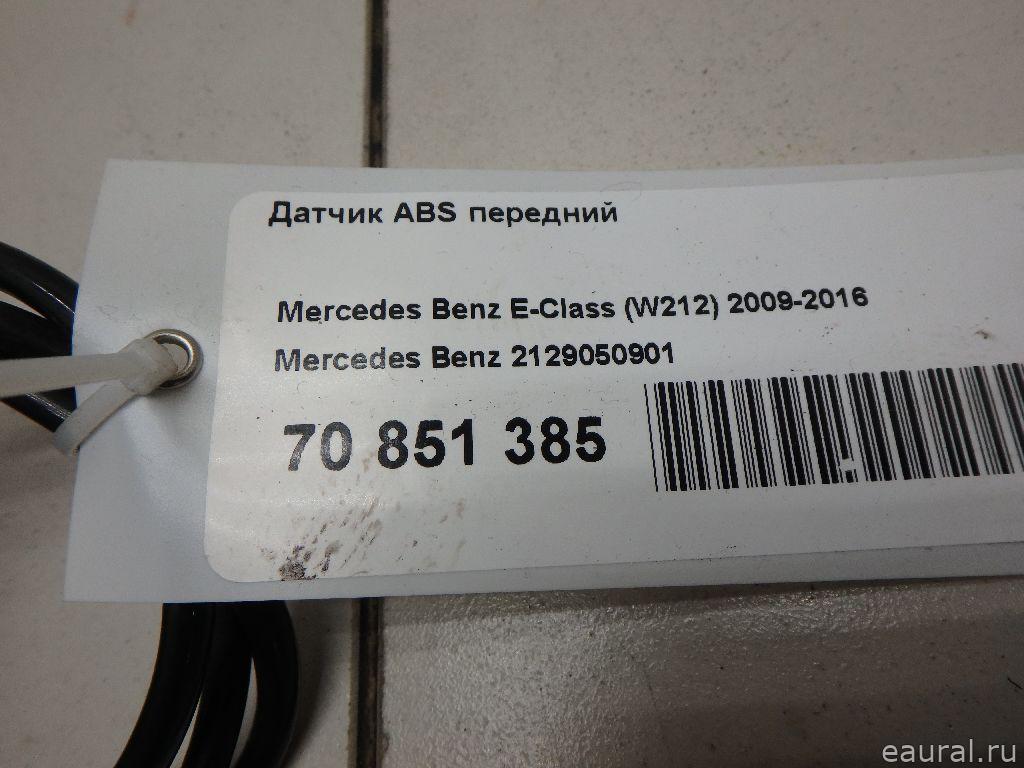 Датчик ABS передний
Mercedes Benz E-Class (W212) 2009-2016
Mercedes Benz 2129050901
70 851 385
eaural.ru